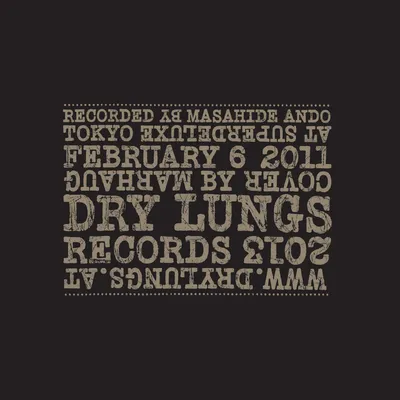 RECORDED BY MASAHIDE ANDO
AT SUPERDELUXE TOKYO
FEBRUARY 6 2011
COVER BY MARHAUG
DRY LUNGS
RECORDS 2013
WWW.DRYLUNGS.AT